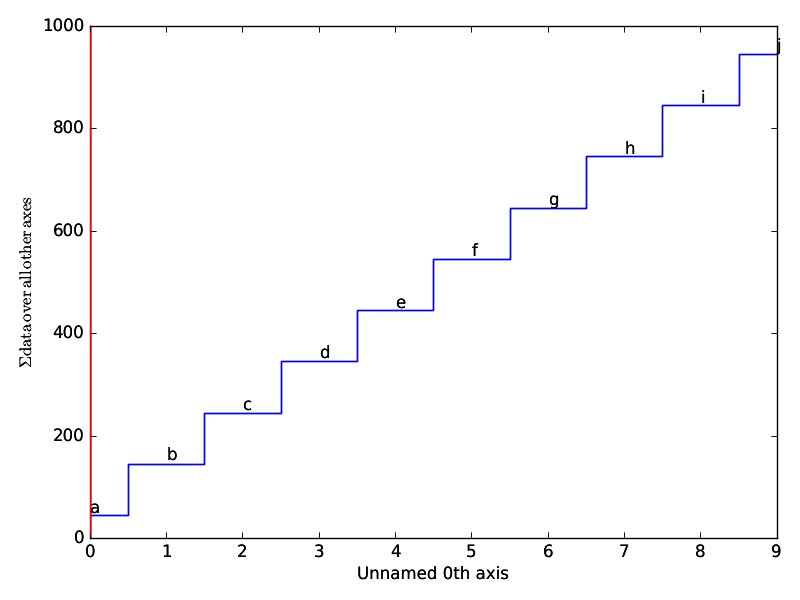 1000
800
600
400
200
0
Σdata over all other axes
a
b
c
d
e
f
g
h
i
j
0 1 2 3 4 5 6 7 8 9
Unnamed 0th axis